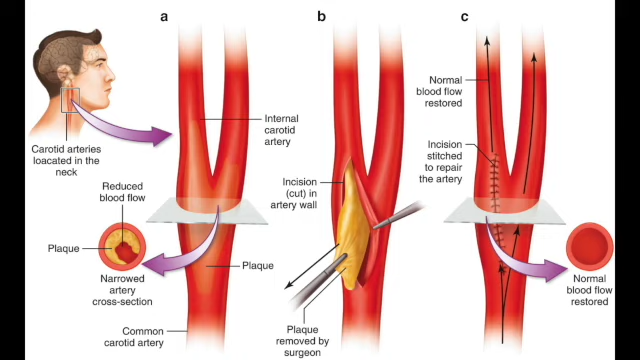 a
b
c
Carotid arteries
loacated in the
neck
Internal
carotid
artery
Reduced
blood flow
Plaque
Narrowed
artery
cross-section
Plaque
Common
carotid artery
Incision
(cut) in
artery wall
Plaque
removed by
surgeon
Normal
blood flow
restored
Incision
stitched
to repair
the artery
Normal
blood flow
restored